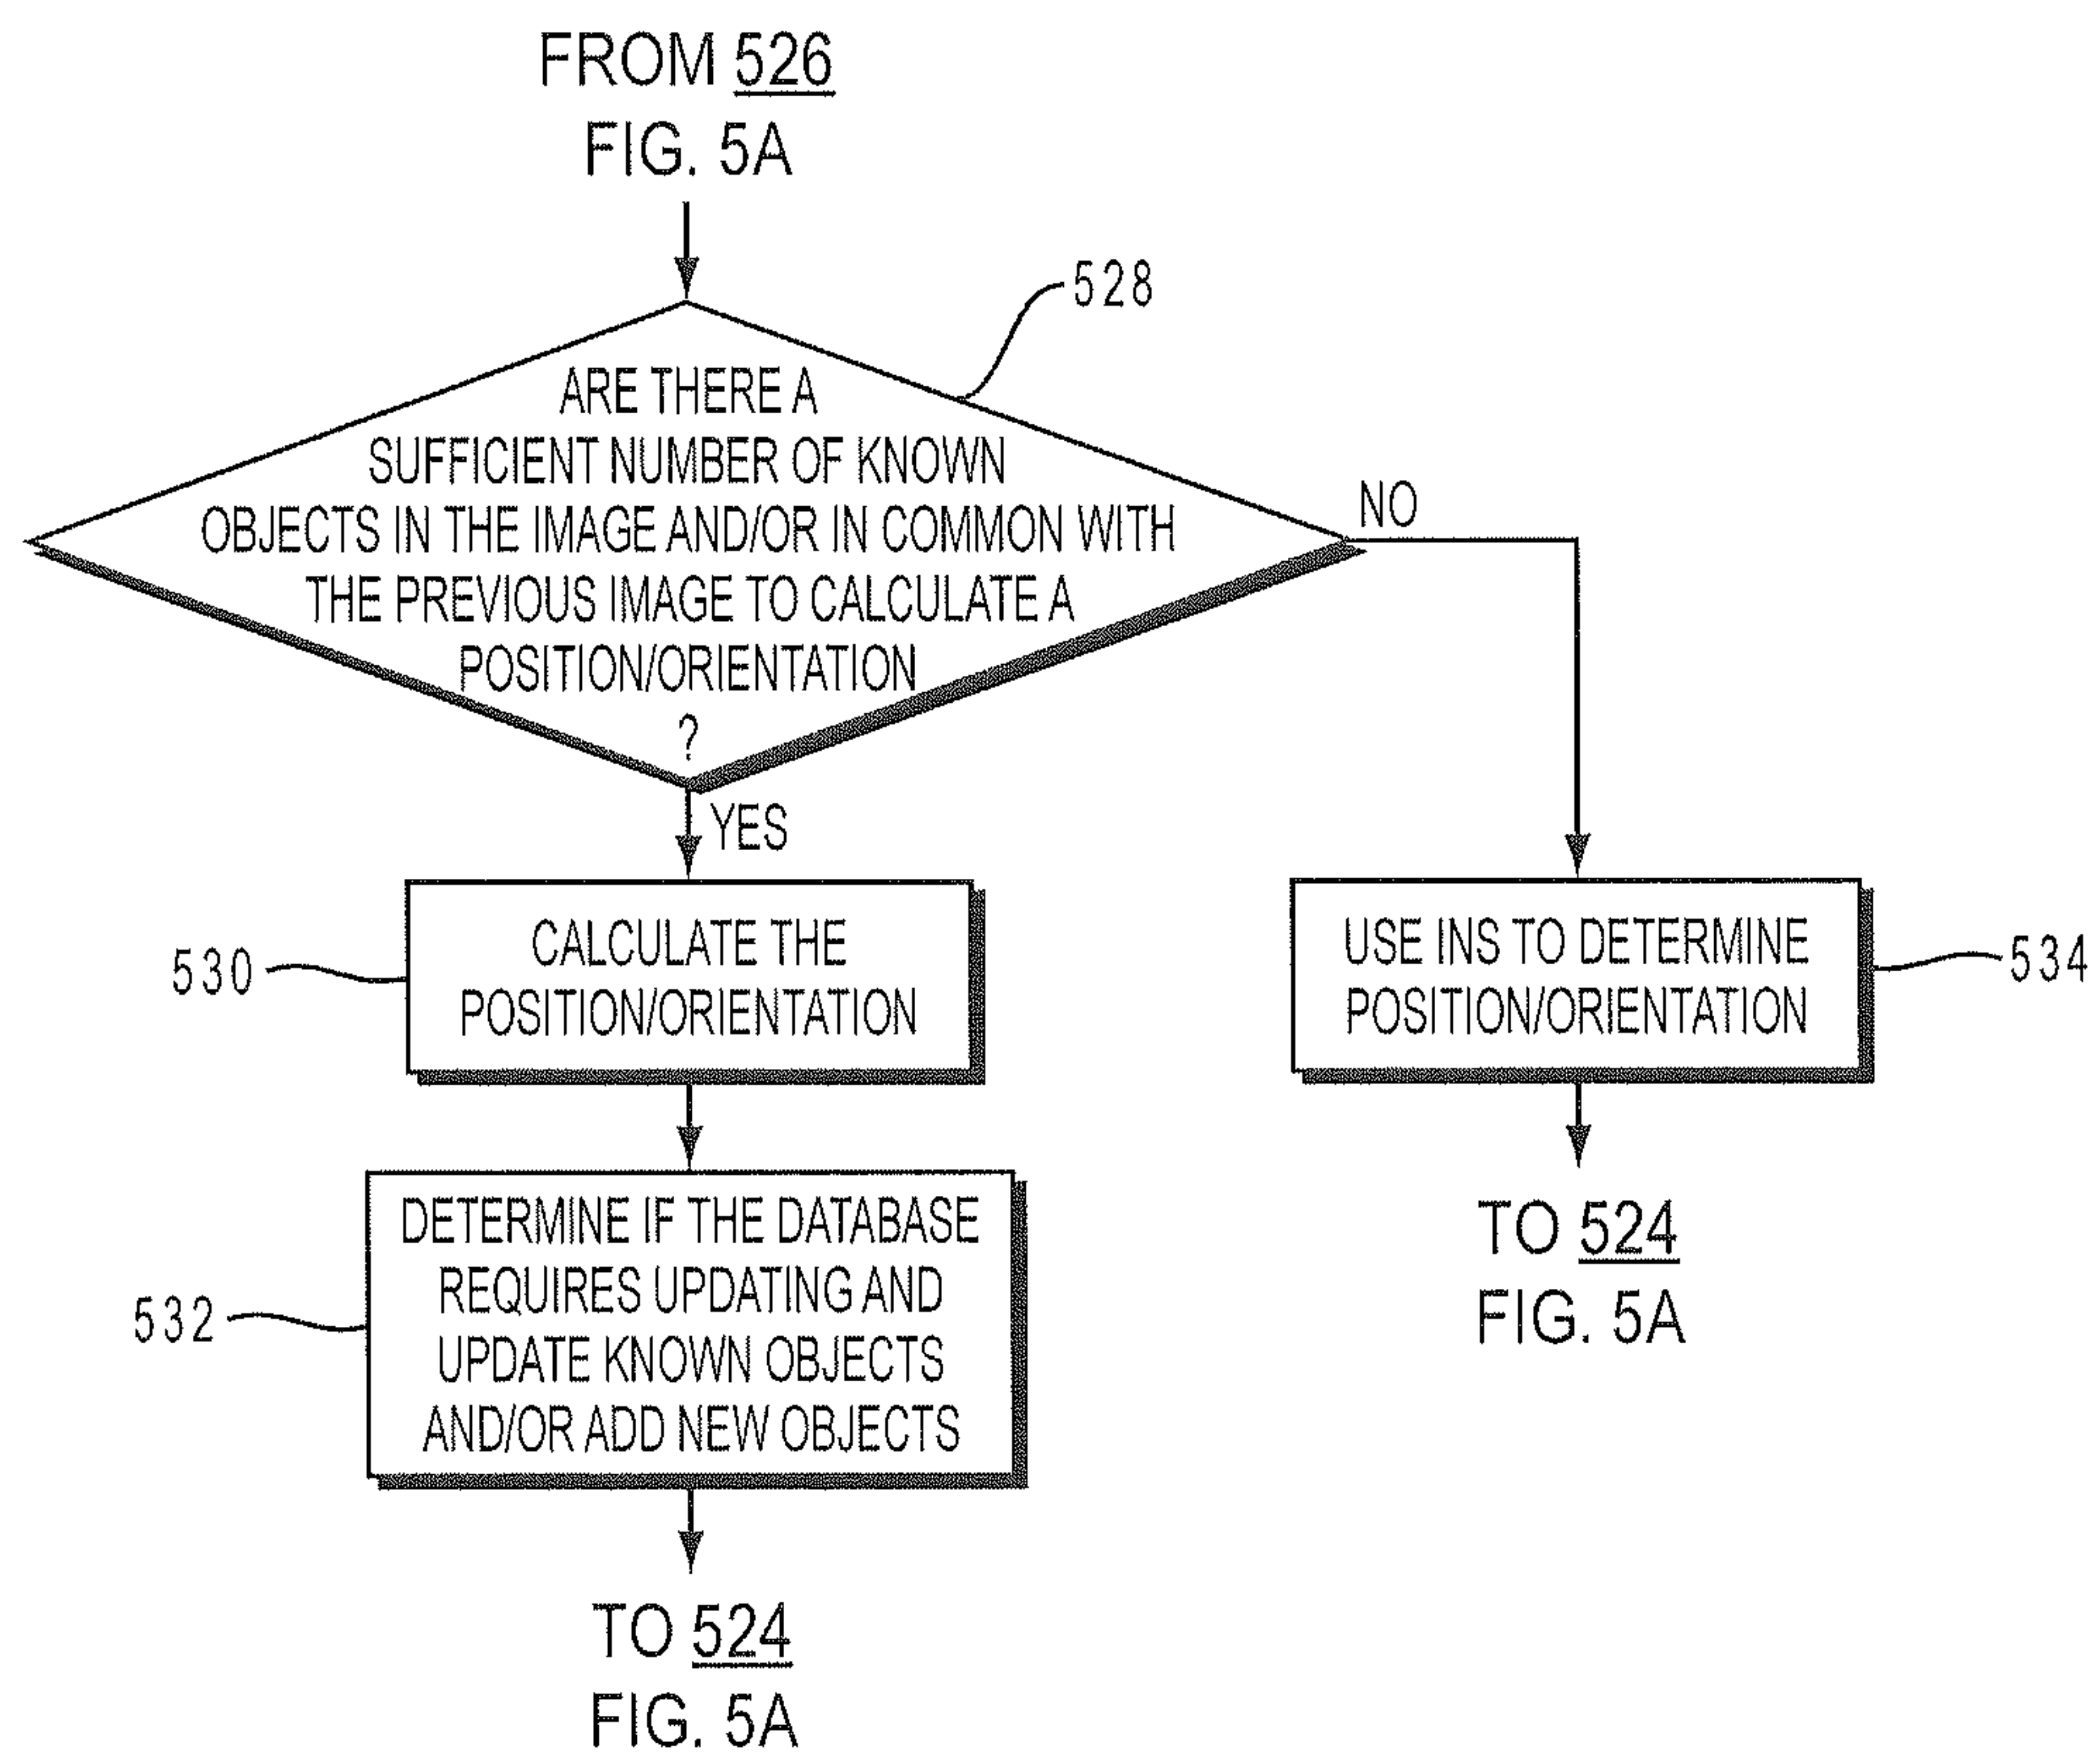 FROM 526
FIG. 5A
528
ARE THERE A
SUFFICIENT NUMBER OF KNOWN
OBJECTS IN THE IMAGE AND/OR IN COMMON WITH
THE PREVIOUS IMAGE TO CALCULATE A
POSITION/ORIENTATION
?
NO
YES
530
CALCULATE THE
POSITION/ORIENTATION
USE INS TO DETERMINE
POSITION/ORIENTATION
534
532
DETERMINE IF THE DATABASE
REQUIRES UPDATING AND
UPDATE KNOWN OBJECTS
AND/OR ADD NEW OBJECTS
TO 524
FIG. 5A
TO 524
FIG. 5A